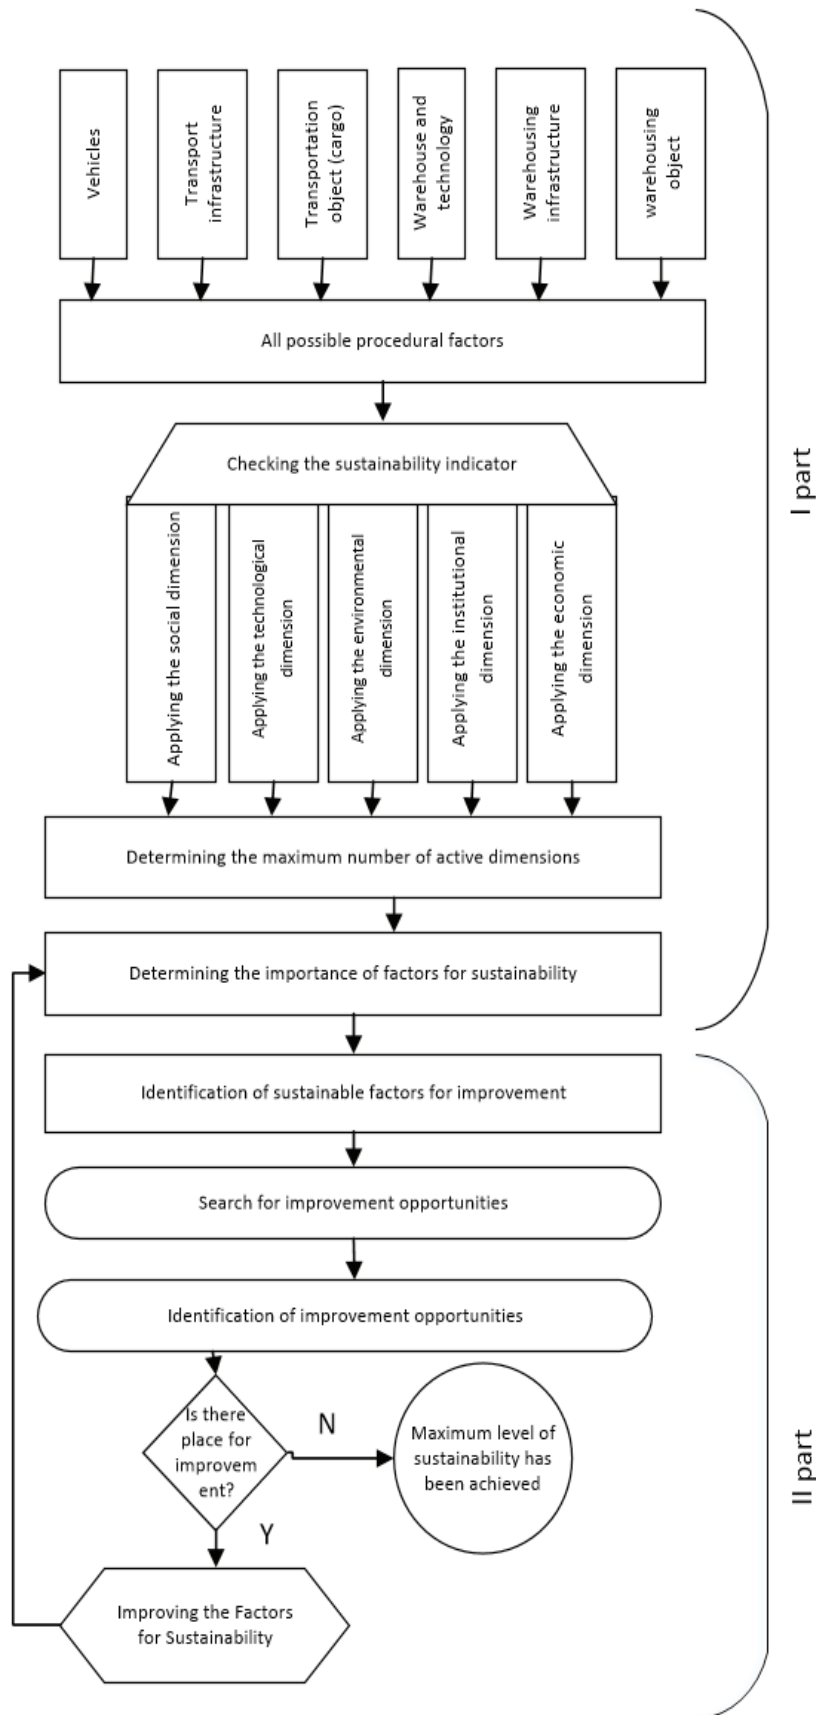 Vehicles
Transport
infrastructure
Transportation
object (cargo)
Warehouse and
technology
Warehousing
infrastructure
warehousing
object
All possible procedural factors
Checking the sustainability indicator
Applying the social dimension
Applying the technological
dimension
Applying the environmental
dimension
Applying the institutional
dimension
Applying the economic
dimension
I part
Determining the maximum number of active dimensions
Determining the importance of factors for sustainability
Identification of sustainable factors for improvement
Search for improvement opportunities
Identification of improvement opportunities
Is there
place for
improvem
ent?
N
Maximum level of
sustainability has
been achieved
II part
Y
Improving the Factors
for Sustainability